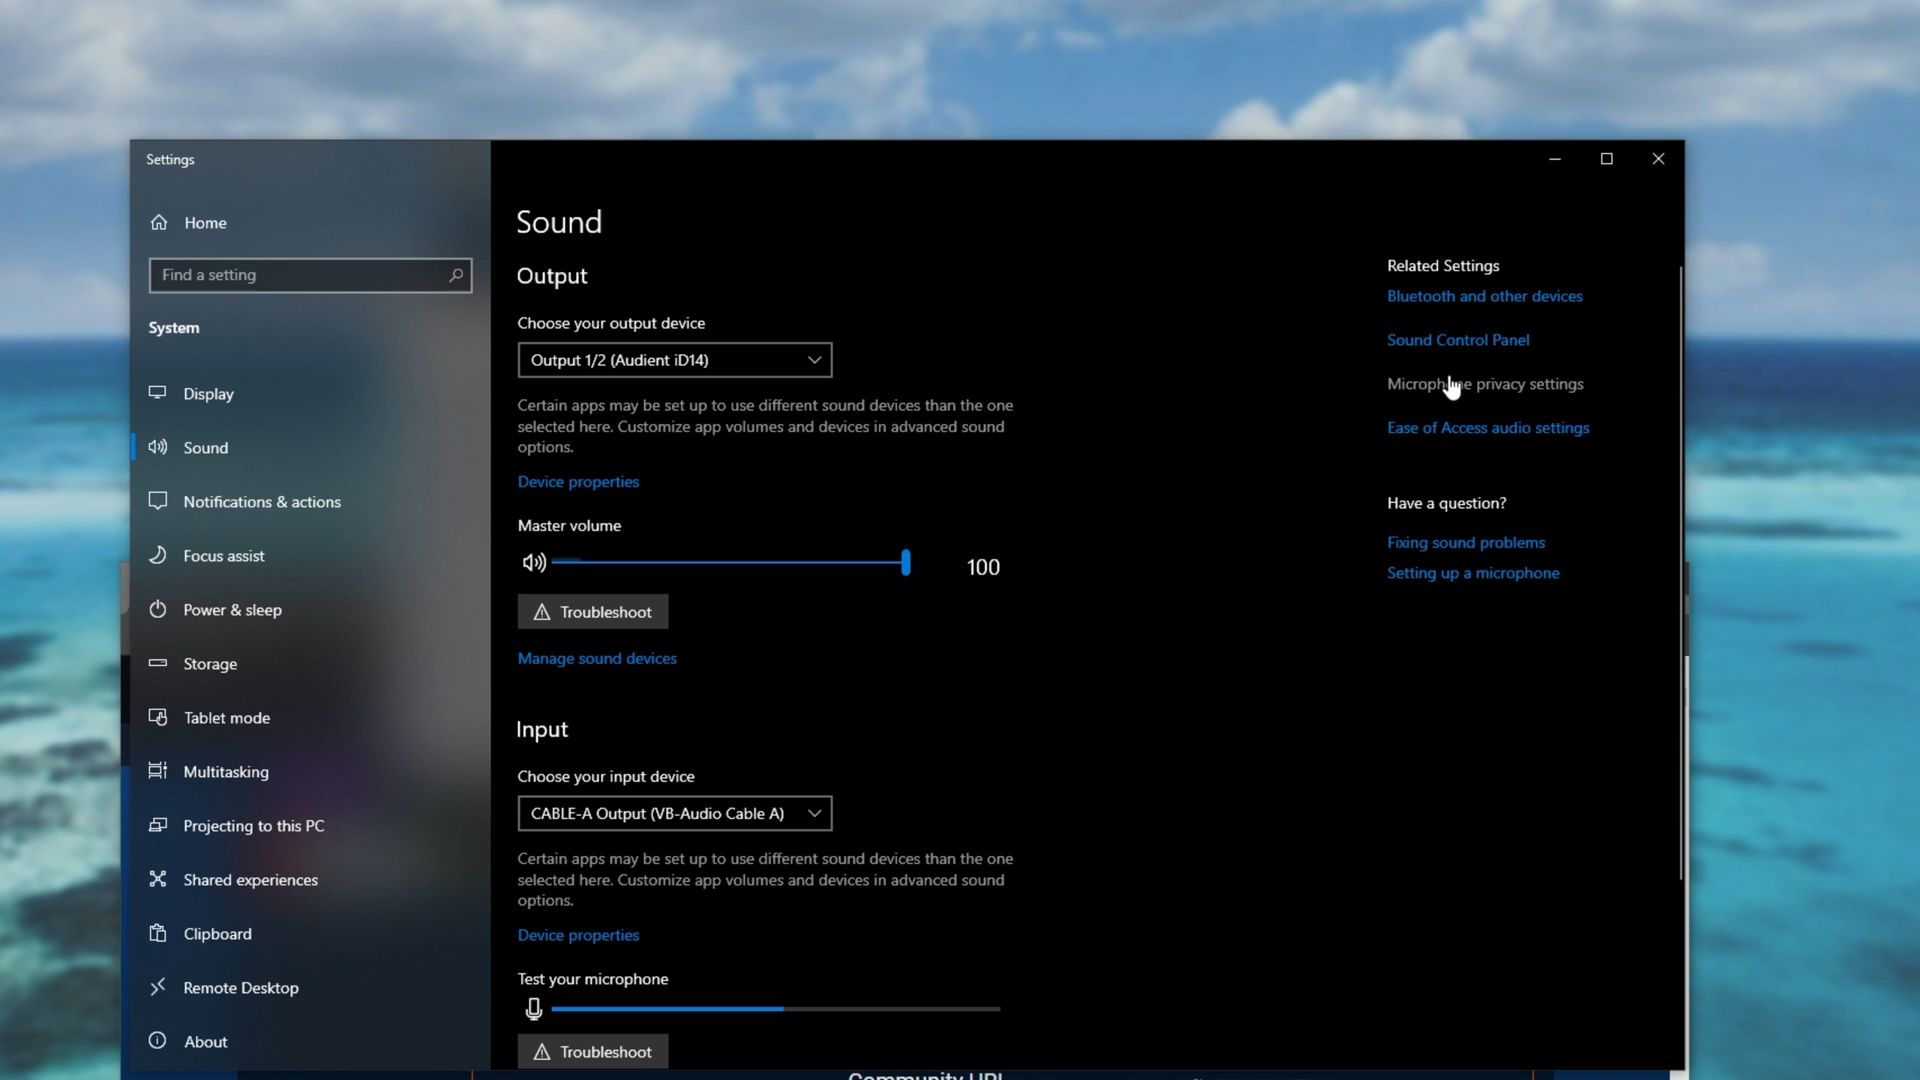 Settings
Home
Find a setting
System
Display
Sound
Notifications & actions
Focus assist
Power & sleep
Storage
Tablet mode
Multitasking
Projecting to this PC
Shared experiences
Clipboard
Remote Desktop
About
Sound
Output
Choose your output device
Output 1/2 (Audient iD14)
Certain apps may be set up to use different sound devices than the one
selected here. Customize app volumes and devices in advanced sound
options.
Device properties
Master volume
100
Troubleshoot
Manage sound devices
Input
Choose your input device
CABLE-A Output (VB-Audio Cable A)
Certain apps may be set up to use different sound devices than the one
selected here. Customize app volumes and devices in advanced sound
options.
Device properties
Test your microphone
Troubleshoot
Related Settings
Bluetooth and other devices
Sound Control Panel
Microphone privacy settings
Ease of Access audio settings
Have a question?
Fixing sound problems
Setting up a microphone
Community URL